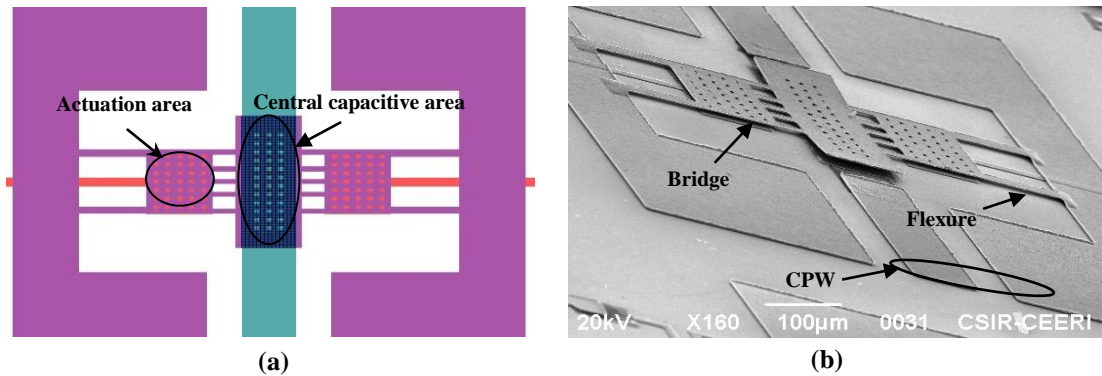 Actuation area
Central capacitive area
(a)
Bridge
Flexure
CPW
20kV X160 100µm 0031 CSIR-CEERI
(b)